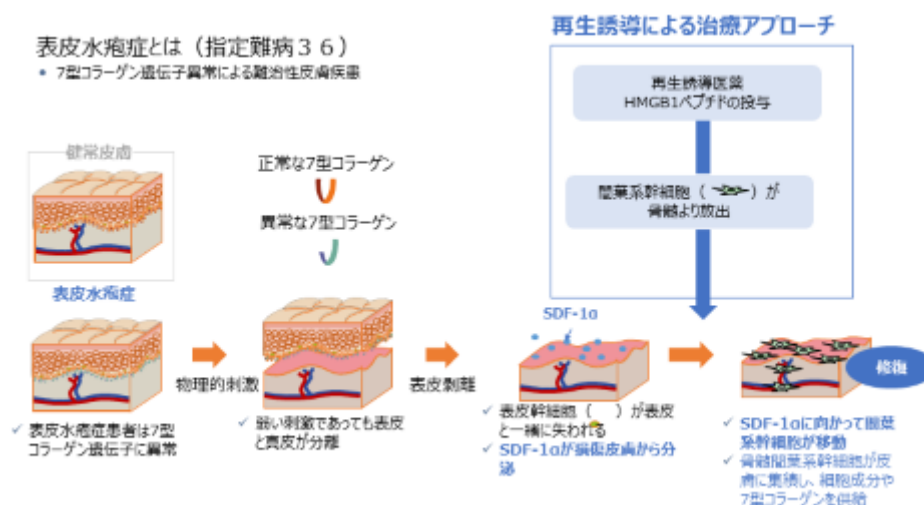 表皮水疱症とは（指定難病３６）
• 7型コラーゲン遺伝子異常による難治性皮膚疾患
健常皮膚
表皮水疱症
✓ 表皮水疱症患者は7型
コラーゲン遺伝子に異常
正常な7型コラーゲン
異常な7型コラーゲン
物理的刺激
✓ 弱い刺激であっても表皮
と真皮が分離
表皮剥離
再生誘導による治療アプローチ
再生誘導医薬
HMGB1ペプチドの投与
間葉系幹細胞（ ）が
骨髄より放出
SDF-1α
✓ 表皮幹細胞（ ）が表皮
と一緒に失われる
✓ SDF-1αが損傷皮膚から分
泌
修復
✓ SDF-1αに向かって間葉
系幹細胞が移動
✓ 骨髄間葉系幹細胞が皮
膚に集積し、細胞成分や
7型コラーゲンを供給